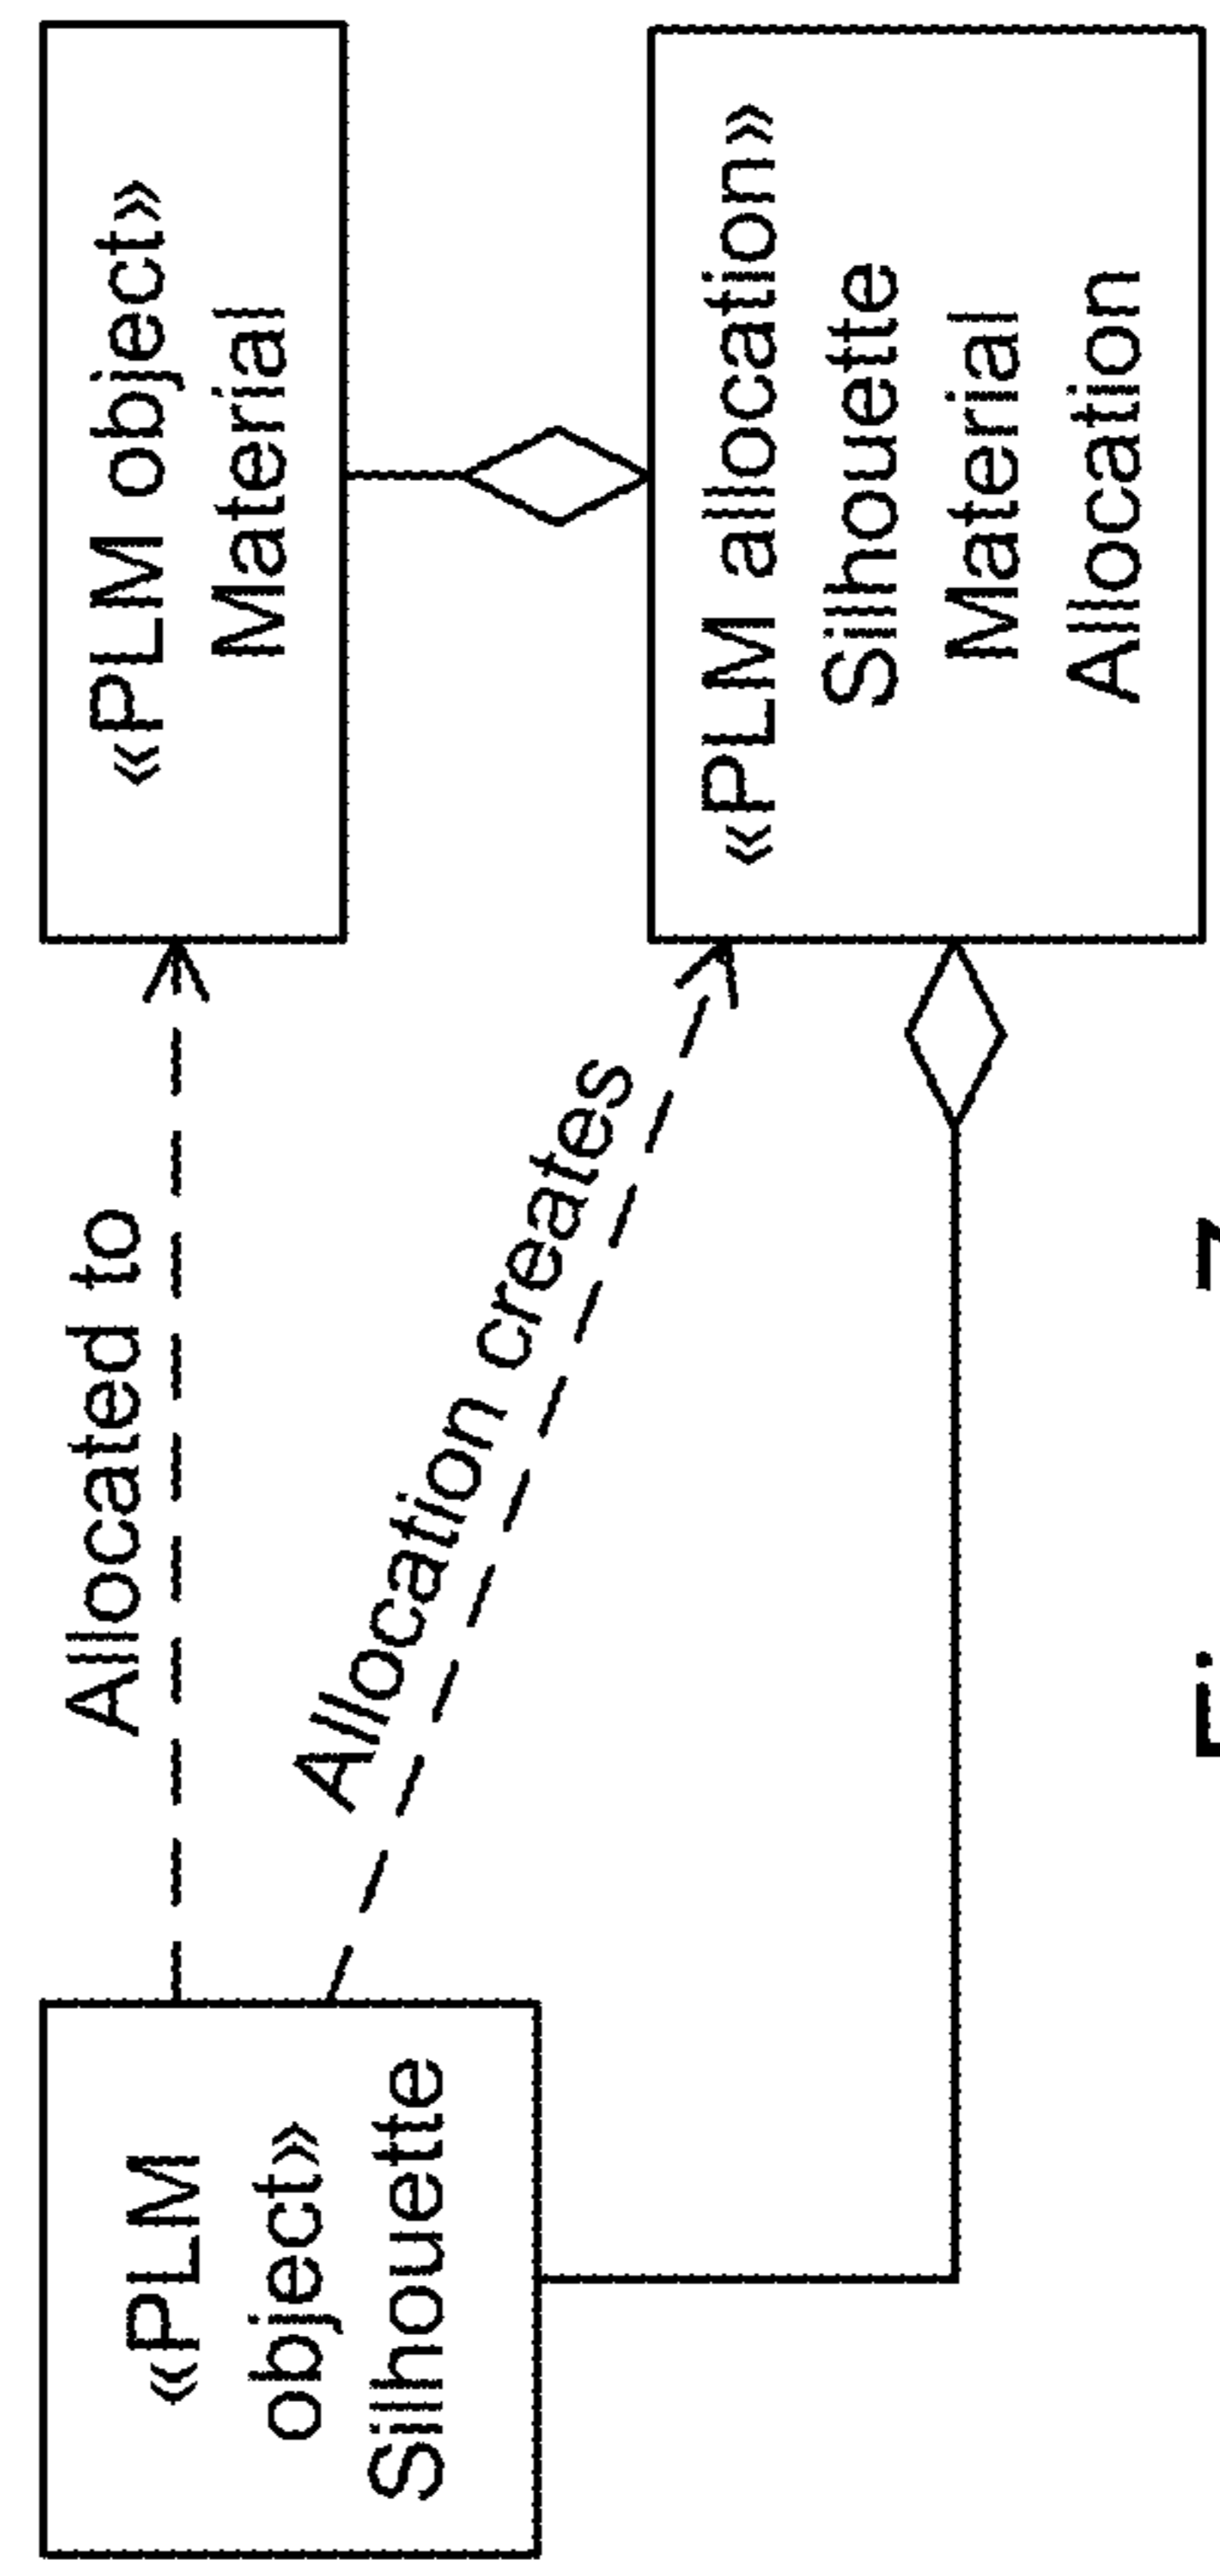 «PLM
object»
Silhouette
Allocated to
Allocation creates
«PLM object»
Material
«PLM allocation»
Silhouette
Material
Allocation